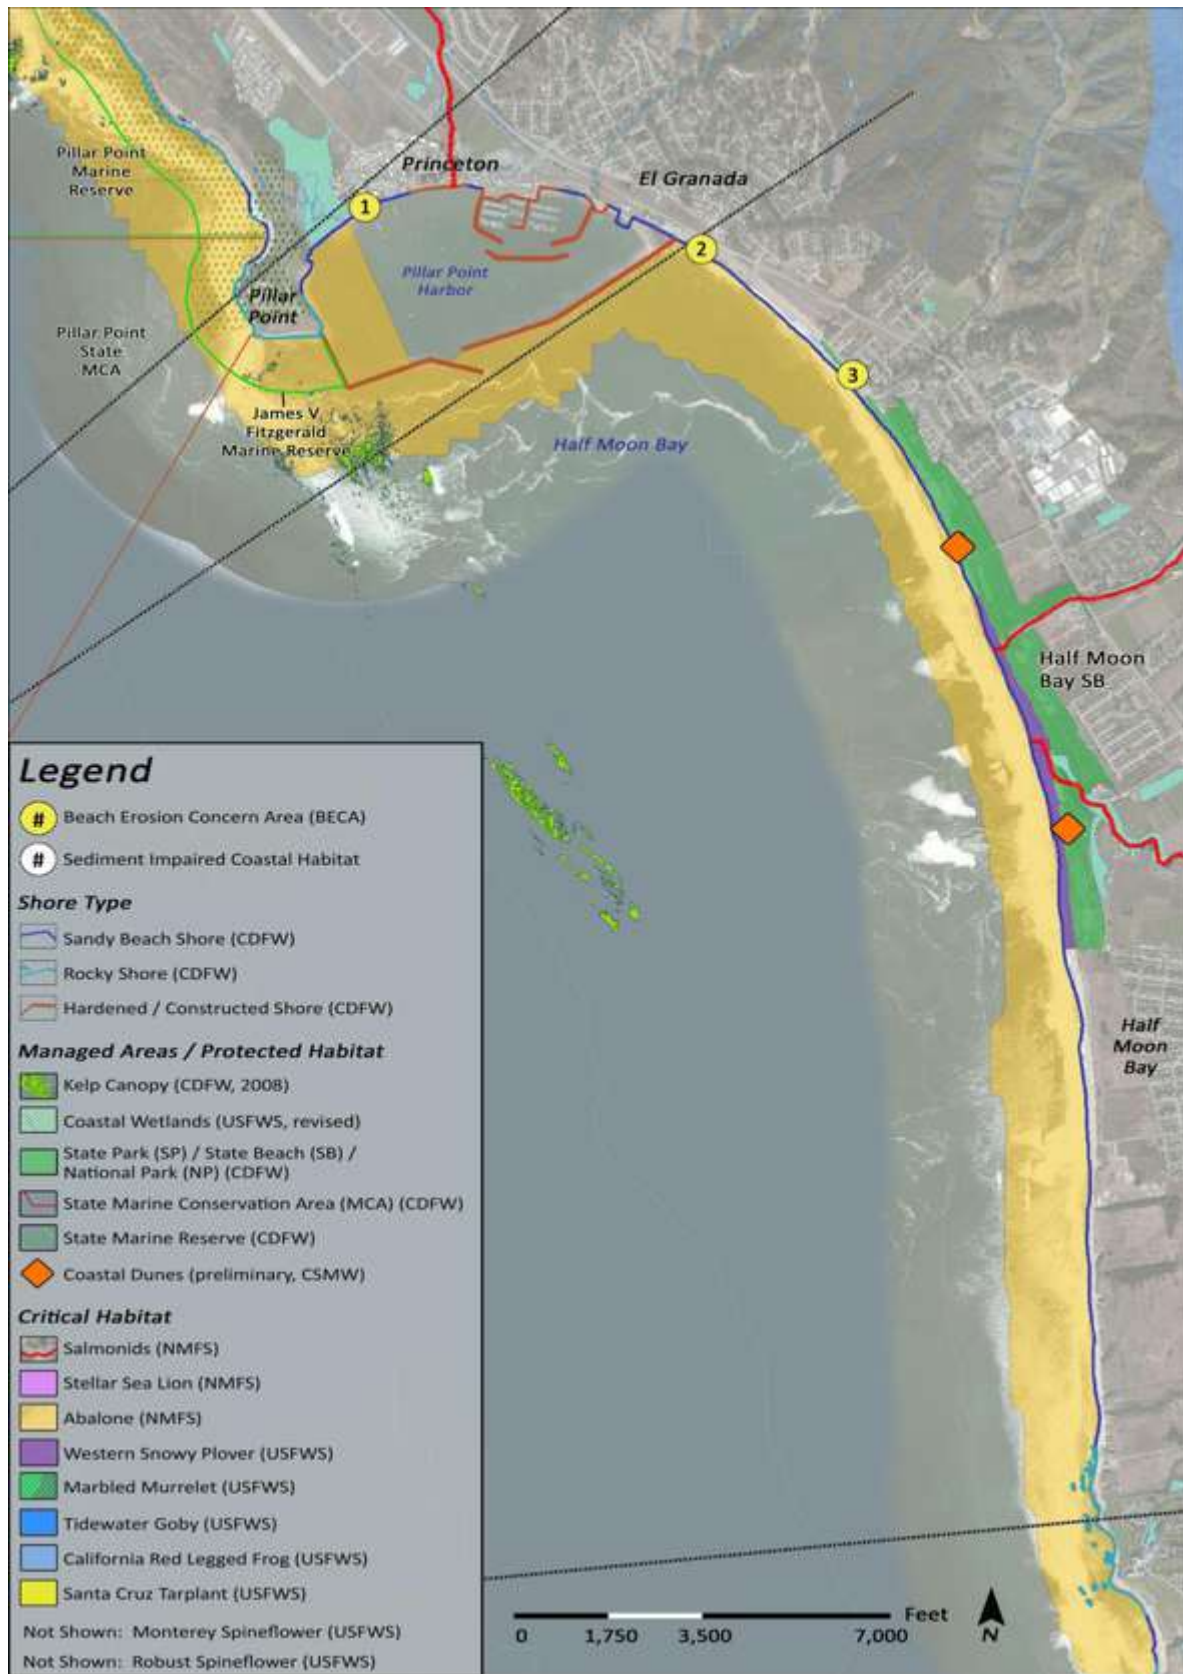 Pillar Point
Marine
Reserve
Princeton
El Granada
1
2
3
Pillar Point
Harbor
Pillar
Point
Pillar Point
State
MCA
James V
Fitzgerald
Marine Reserve
Half Moon Bay
Half Moon
Bay SB
Half
Moon
Bay
Legend
# Beach Erosion Concern Area (BECA)
# Sediment Impaired Coastal Habitat
Shore Type
Sandy Beach Shore (CDFW)
Rocky Shore (CDFW)
Hardened / Constructed Shore (CDFW)
Managed Areas / Protected Habitat
Kelp Canopy (CDFW, 2008)
Coastal Wetlands (USFWS, revised)
State Park (SP) / State Beach (SB) /
National Park (NP) (CDFW)
State Marine Conservation Area (MCA) (CDFW)
State Marine Reserve (CDFW)
Coastal Dunes (preliminary, CSMW)
Critical Habitat
Salmonids (NMFS)
Stellar Sea Lion (NMFS)
Abalone (NMFS)
Western Snowy Plover (USFWS)
Marbled Murrelet (USFWS)
Tidewater Goby (USFWS)
California Red Legged Frog (USFWS)
Santa Cruz Tarplant (USFWS)
Not Shown: Monterey Spineflower (USFWS)
Not Shown: Robust Spineflower (USFWS)
Feet
0 1,750 3,500 7,000
N